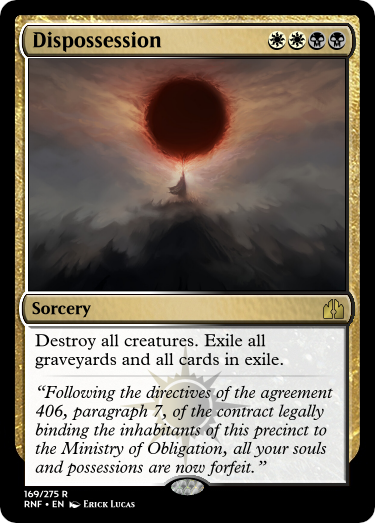 Dispossession
Sorcery
Destroy all creatures. Exile all
graveyards and all cards in exile.
“Following the directives of the agreement
406, paragraph 7, of the contract legally
binding the inhabitants of this precinct to
the Ministry of Obligation, all your souls
and possessions are now forfeit.”
169/275 R
RNF • EN Erick Lucas